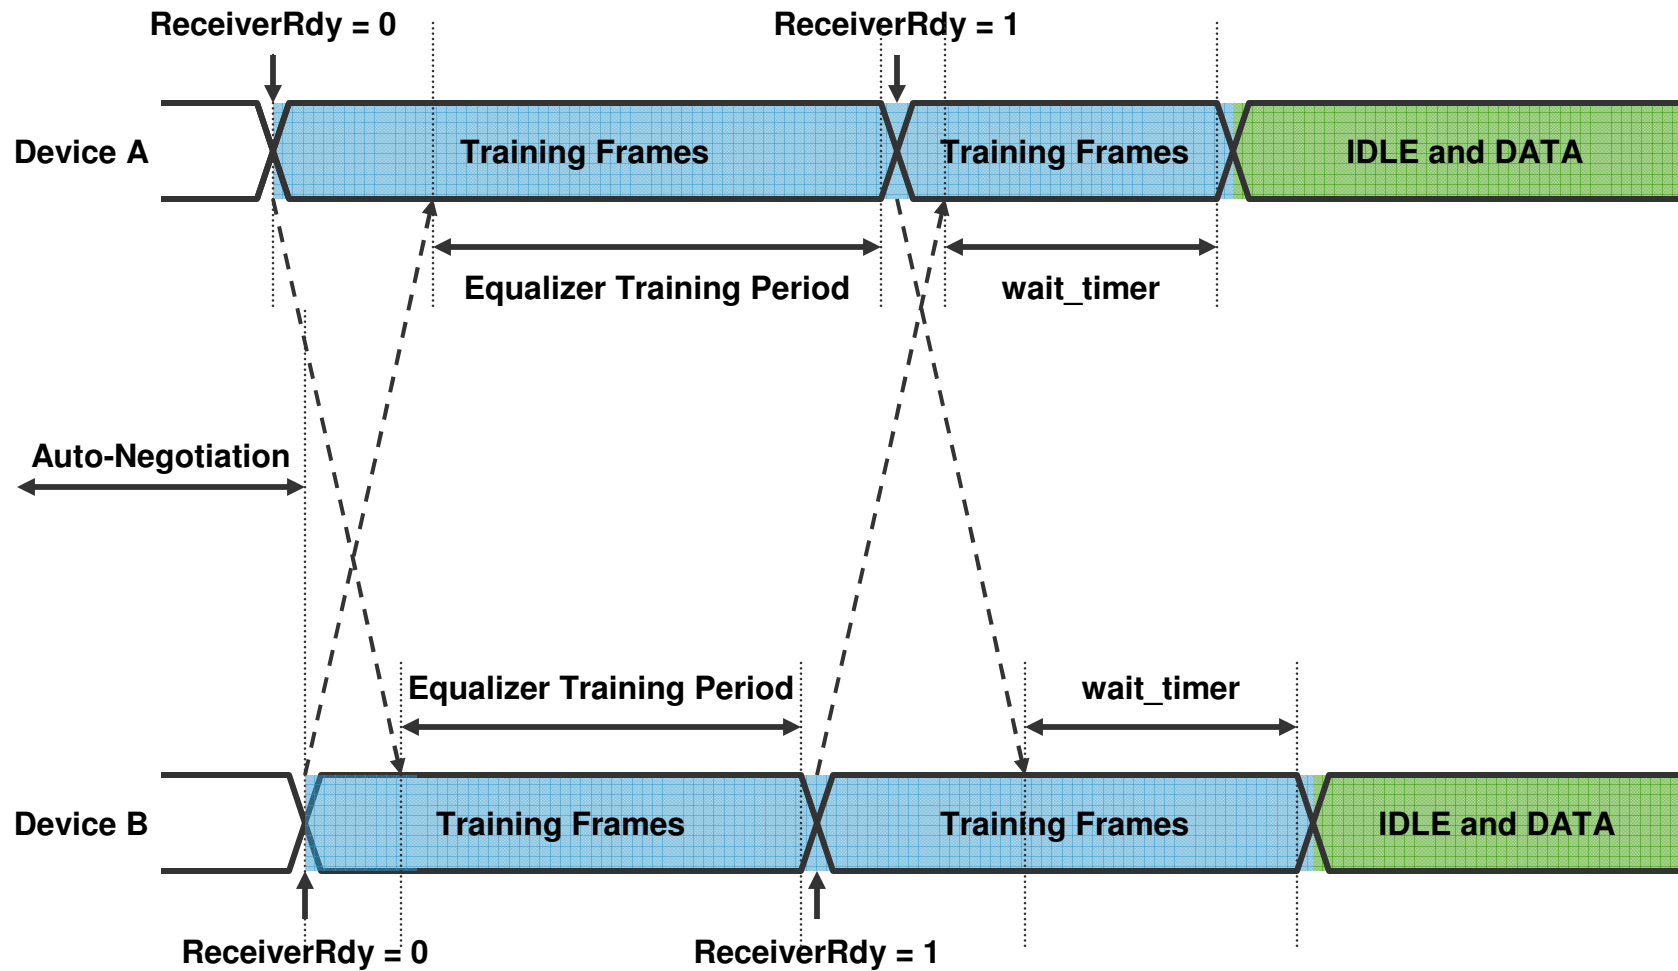 ReceiverRdy = 0
ReceiverRdy = 1
Device A
Training Frames
Training Frames
IDLE and DATA
Equalizer Training Period
wait_timer
Auto-Negotiation
Equalizer Training Period
wait_timer
Device B
Training Frames
Training Frames
IDLE and DATA
ReceiverRdy = 0
ReceiverRdy = 1